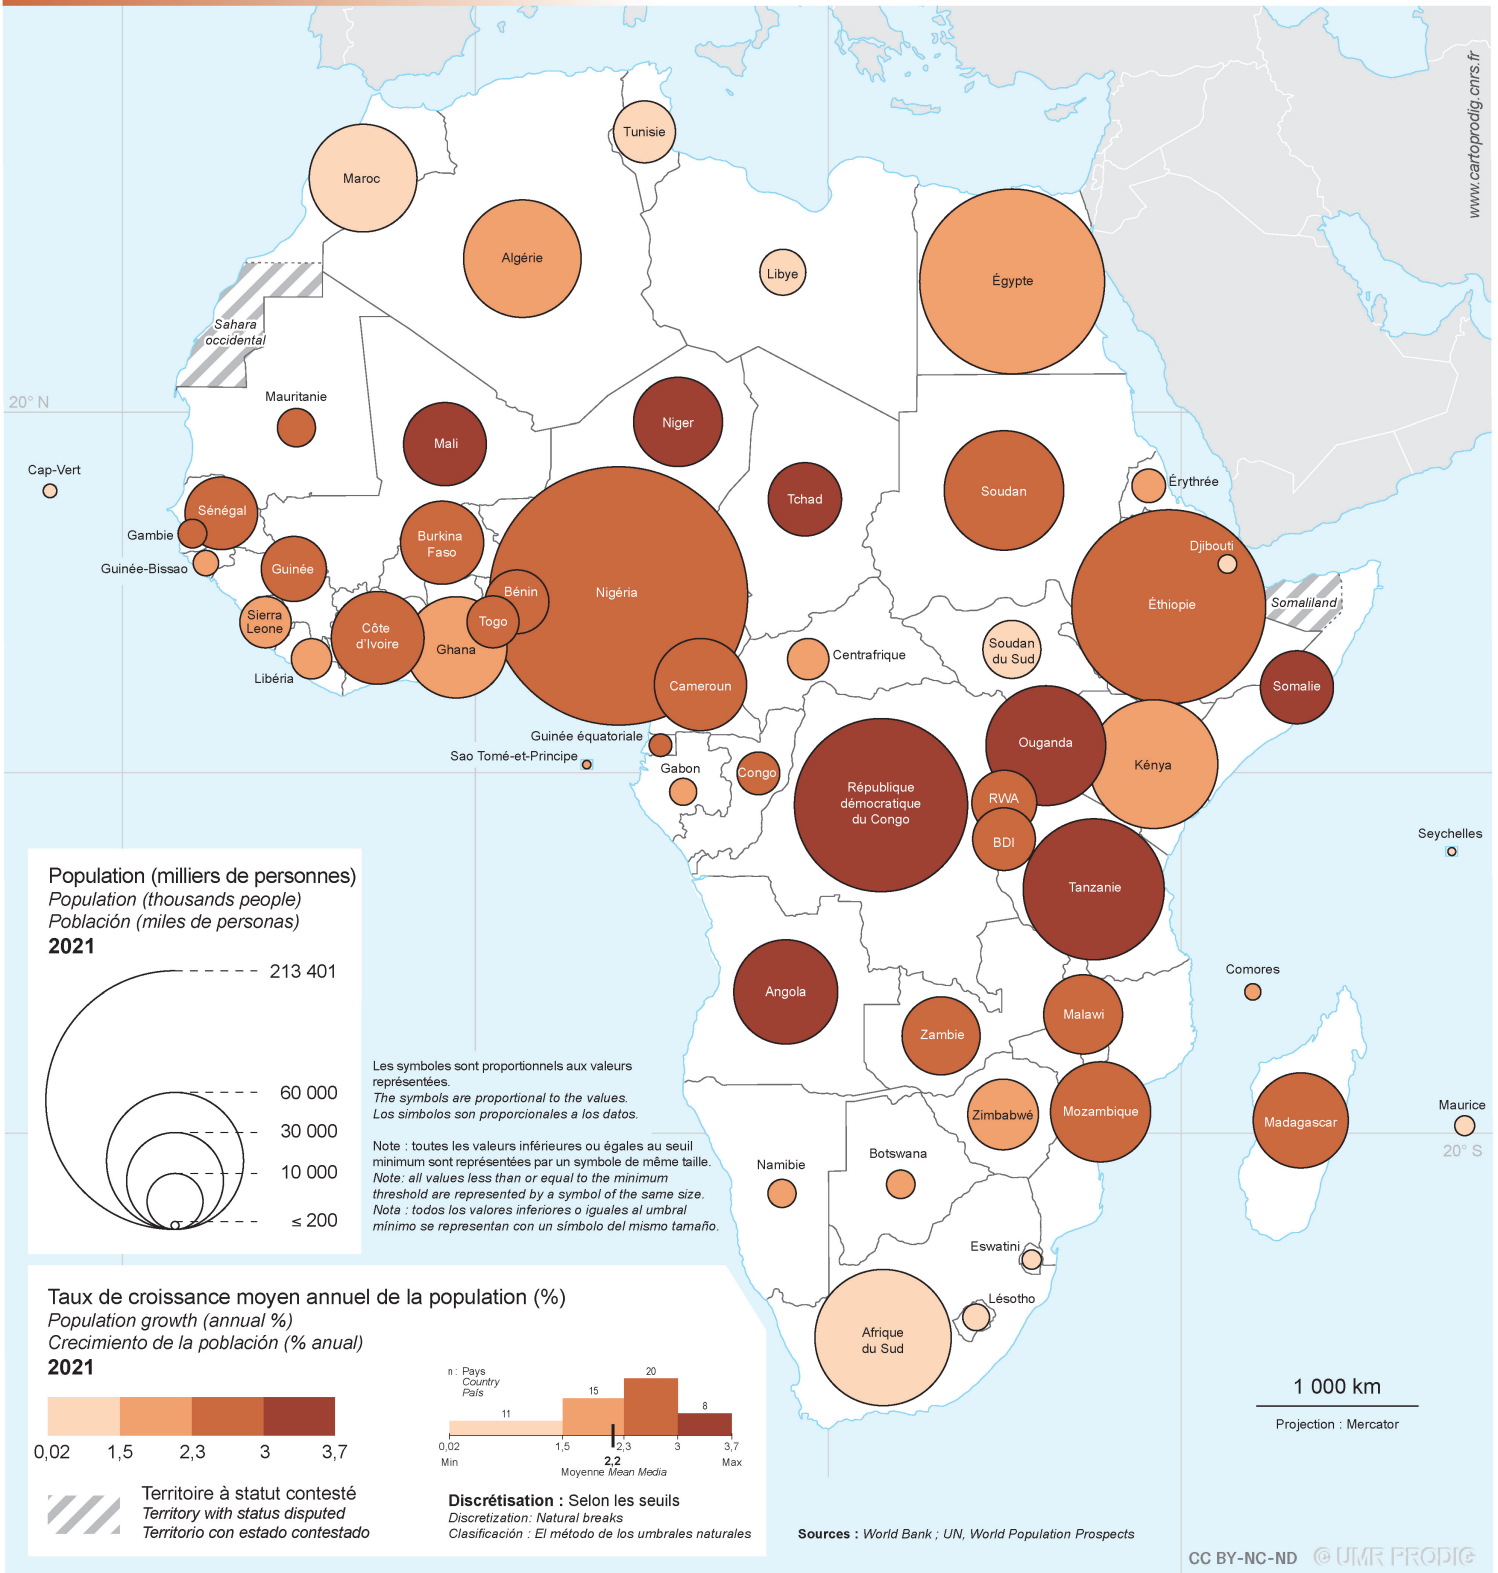 www.cartoprodig.cnrs.fr
Tunisie
Maroc
Algérie
Libye
Égypte
Sahara
occidental
20° N
Mauritanie
Mali
Niger
Cap-Vert
Tchad
Soudan
Érythrée
Sénégal
Gambie
Burkina
Faso
Djibouti
Guinée-Bissao
Guinée
Bénin
Nigéria
Éthiopie
Somaliland
Sierra
Leone
Togo
Côte
d'Ivoire
Ghana
Soudan
du Sud
Centrafrique
Libéria
Cameroun
Somalie
Guinée équatoriale
Ouganda
Sao Tomé-et-Principe
Gabon
Congo
Kénya
République
démocratique
du Congo
RWA
BDI
Seychelles
Tanzanie
Population (milliers de personnes)
Population (thousands people)
Población (miles de personas)
2021
213 401
60 000
30 000
10 000
≤ 200
Comores
Angola
Malawi
Zambie
Les symboles sont proportionnels aux valeurs
représentées.
The symbols are proportional to the values.
Los simbolos son proporcionales a los datos.
Note : toutes les valeurs inférieures ou égales au seuil
minimum sont représentées par un symbole de même taille.
Note: all values less than or equal to the minimum
threshold are represented by a symbol of the same size.
Nota : todos los valores inferiores o iguales al umbral
mínimo se representan con un símbolo del mismo tamaño.
Zimbabwé
Mozambique
Madagascar
Maurice
20° S
Namibie
Botswana
Eswatini
Lésotho
Afrique
du Sud
Taux de croissance moyen annuel de la population (%)
Population growth (annual %)
Crecimiento de la población (% anual)
2021
0,02 1,5 2,3 3 3,7
Territoire à statut contesté
Territory with status disputed
Territorio con estado contestado
n : Pays
Country
País
11 15 20 8
0,02 1,5 2,3 3 3,7
Min 2,2 Max
Moyenne Mean Media
Discrétisation : Selon les seuils
Discretization: Natural breaks
Clasificación : El método de los umbrales naturales
1 000 km
Projection : Mercator
Sources : World Bank ; UN, World Population Prospects
CC BY-NC-ND © UMR PRODIG